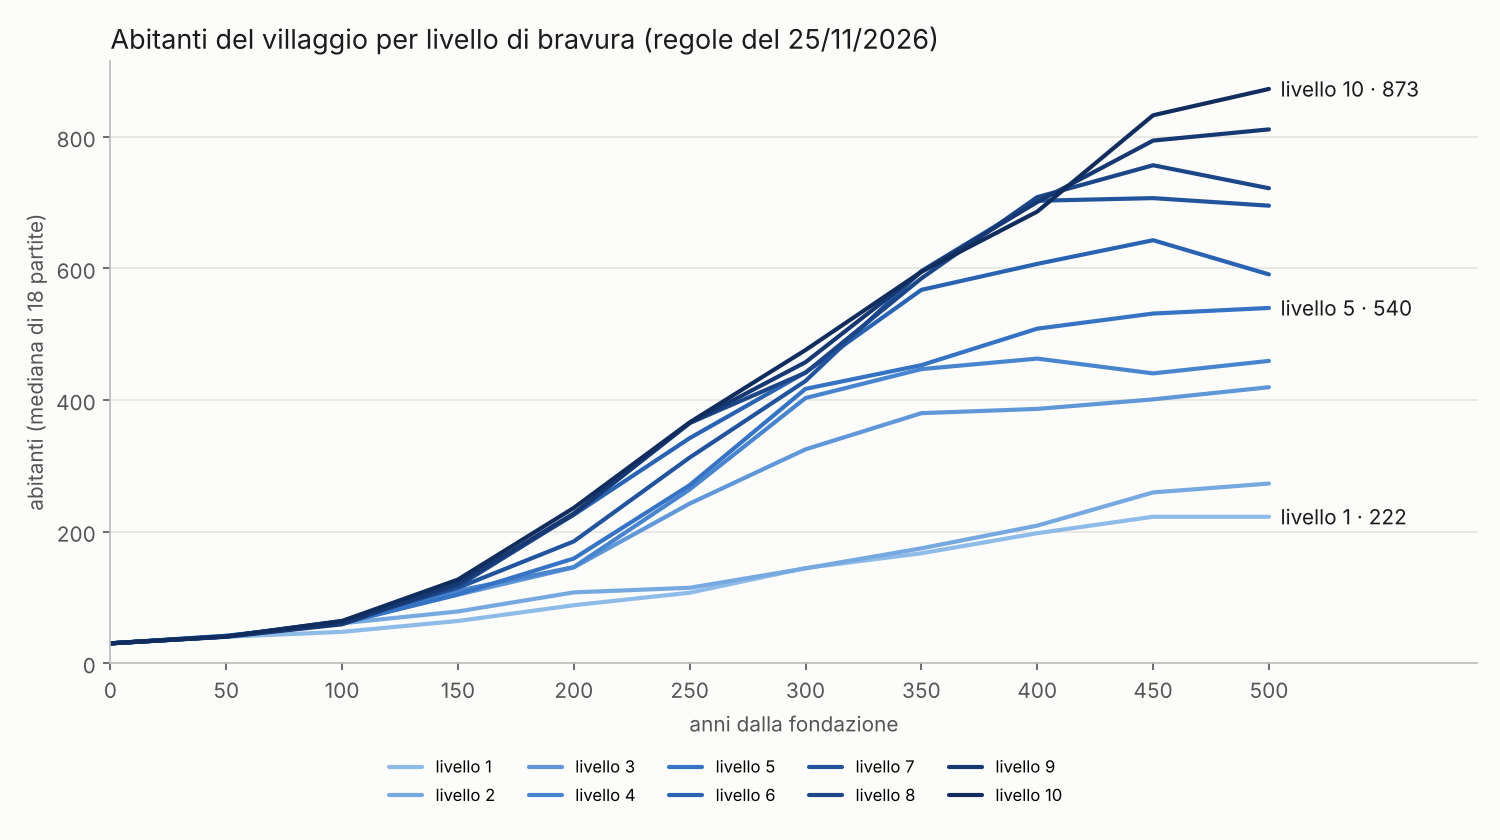 Abitanti del villaggio per livello di bravura (regole del 25/11/2026)
abitanti (mediana di 18 partite)
800
600
400
200
0
livello 10 · 873
livello 5 · 540
livello 1 · 222
0 50 100 150 200 250 300 350 400 450 500
anni dalla fondazione
livello 1 livello 3 livello 5 livello 7 livello 9
livello 2 livello 4 livello 6 livello 8 livello 10